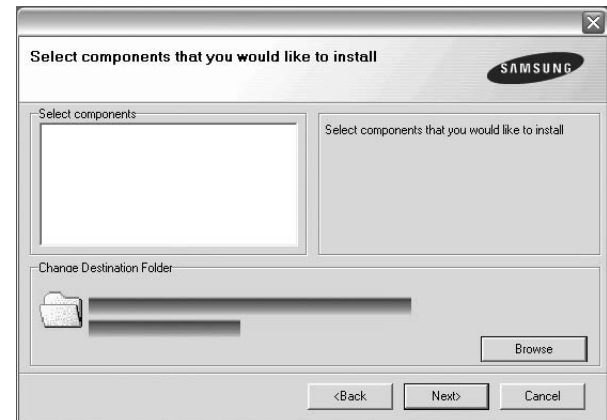 Select components that you would like to install
SAMSUNG
Select components
Select components that you would like to install
Change Destination Folder
Browse
<Back
Next>
Cancel